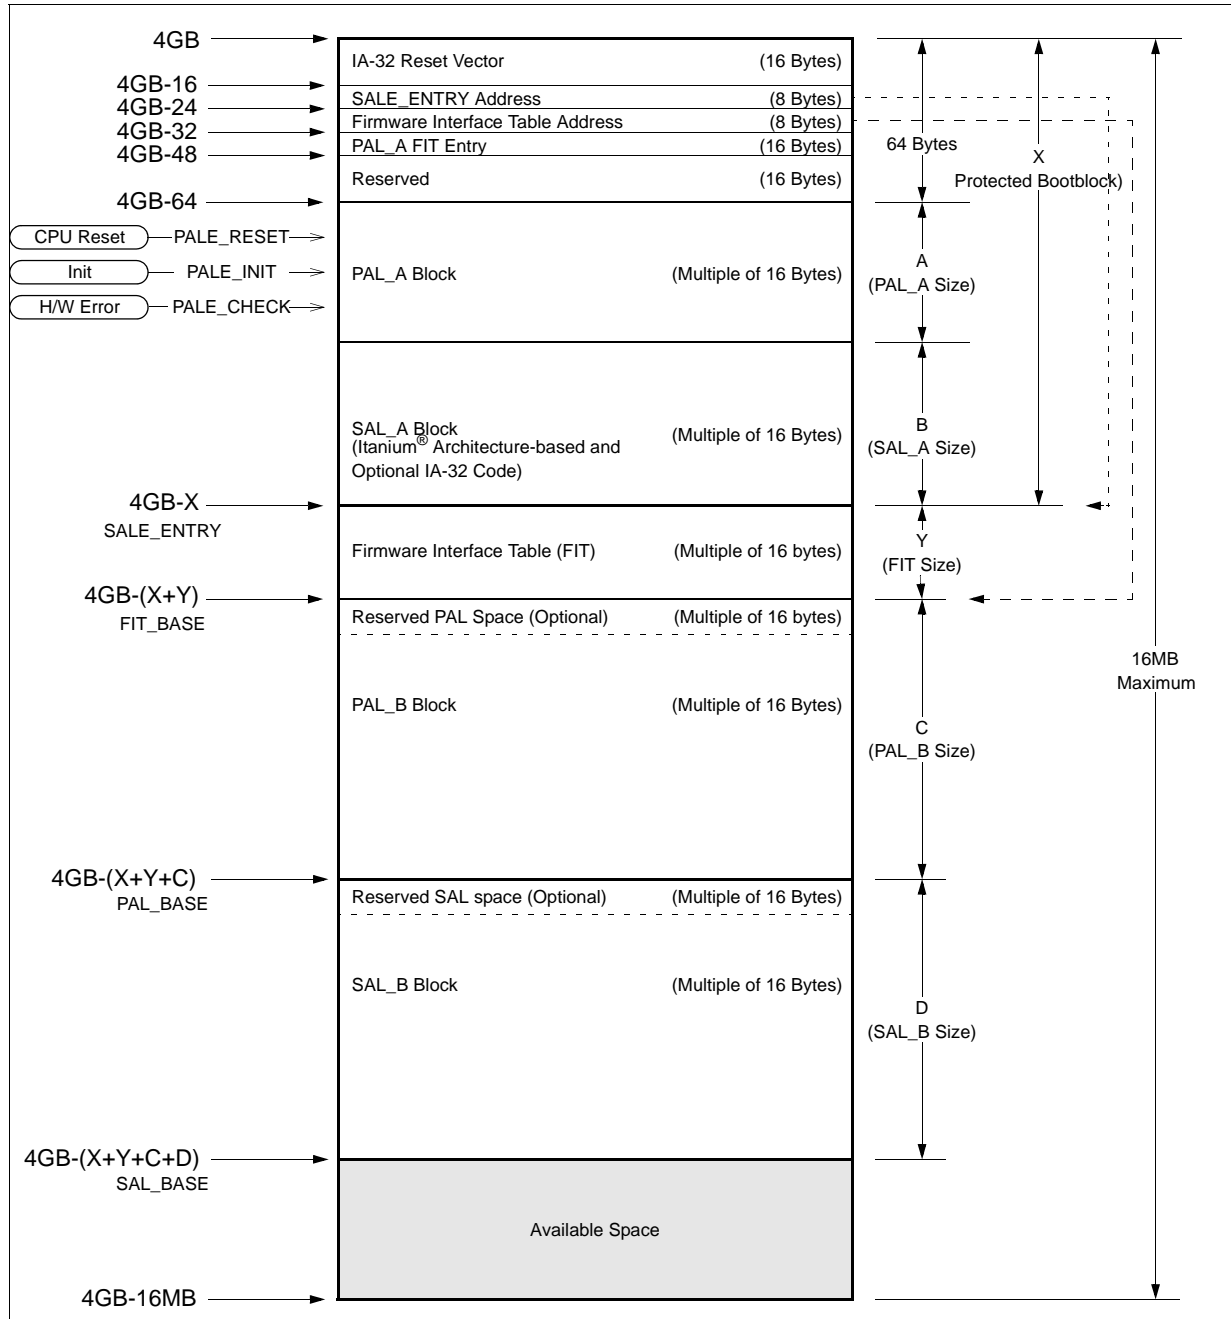 4GB
IA-32 Reset Vector (16 Bytes)
4GB-16
SALE_ENTRY Address (8 Bytes)
4GB-24
Firmware Interface Table Address (8 Bytes)
4GB-32
PAL_A FIT Entry (16 Bytes)
4GB-48
Reserved (16 Bytes)
4GB-64
64 Bytes
X
Protected Bootblock)
CPU Reset PALE_RESET
Init PALE_INIT
H/W Error PALE_CHECK
PAL_A Block (Multiple of 16 Bytes)
A
(PAL_A Size)
SAL_A Block (Multiple of 16 Bytes)
(Itanium® Architecture-based and
Optional IA-32 Code)
B
(SAL_A Size)
4GB-X
SALE_ENTRY
Firmware Interface Table (FIT) (Multiple of 16 bytes)
Y
(FIT Size)
4GB-(X+Y)
FIT_BASE
Reserved PAL Space (Optional) (Multiple of 16 bytes)
16MB
Maximum
PAL_B Block (Multiple of 16 Bytes)
C
(PAL_B Size)
4GB-(X+Y+C)
PAL_BASE
Reserved SAL space (Optional) (Multiple of 16 Bytes)
SAL_B Block (Multiple of 16 Bytes)
D
(SAL_B Size)
4GB-(X+Y+C+D)
SAL_BASE
Available Space
4GB-16MB